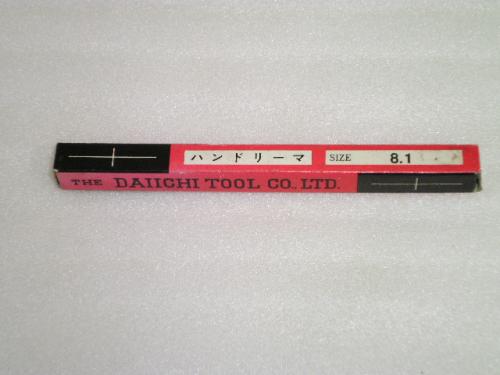 ハンドリーマ SIZE 8.1
THE DAIICHI TOOL CO., LTD.